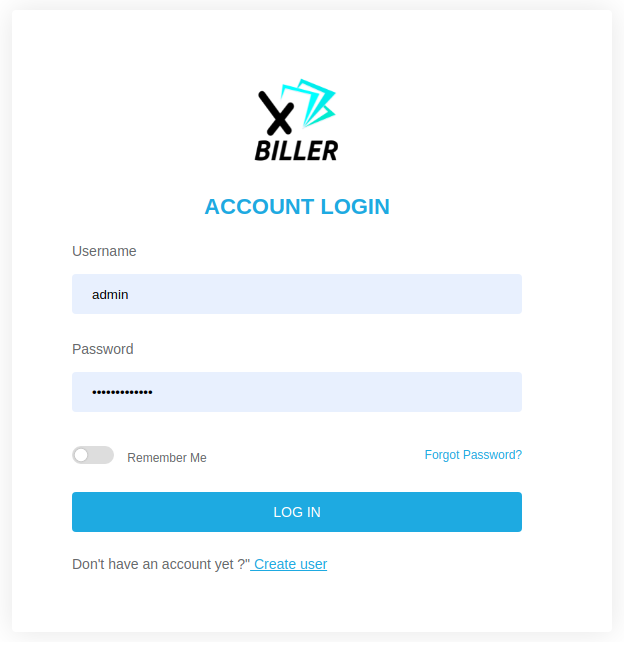 X
BILLER
ACCOUNT LOGIN
Username
admin
Password
•••••••••••••
Remember Me
Forgot Password?
LOG IN
Don't have an account yet ?" Create user